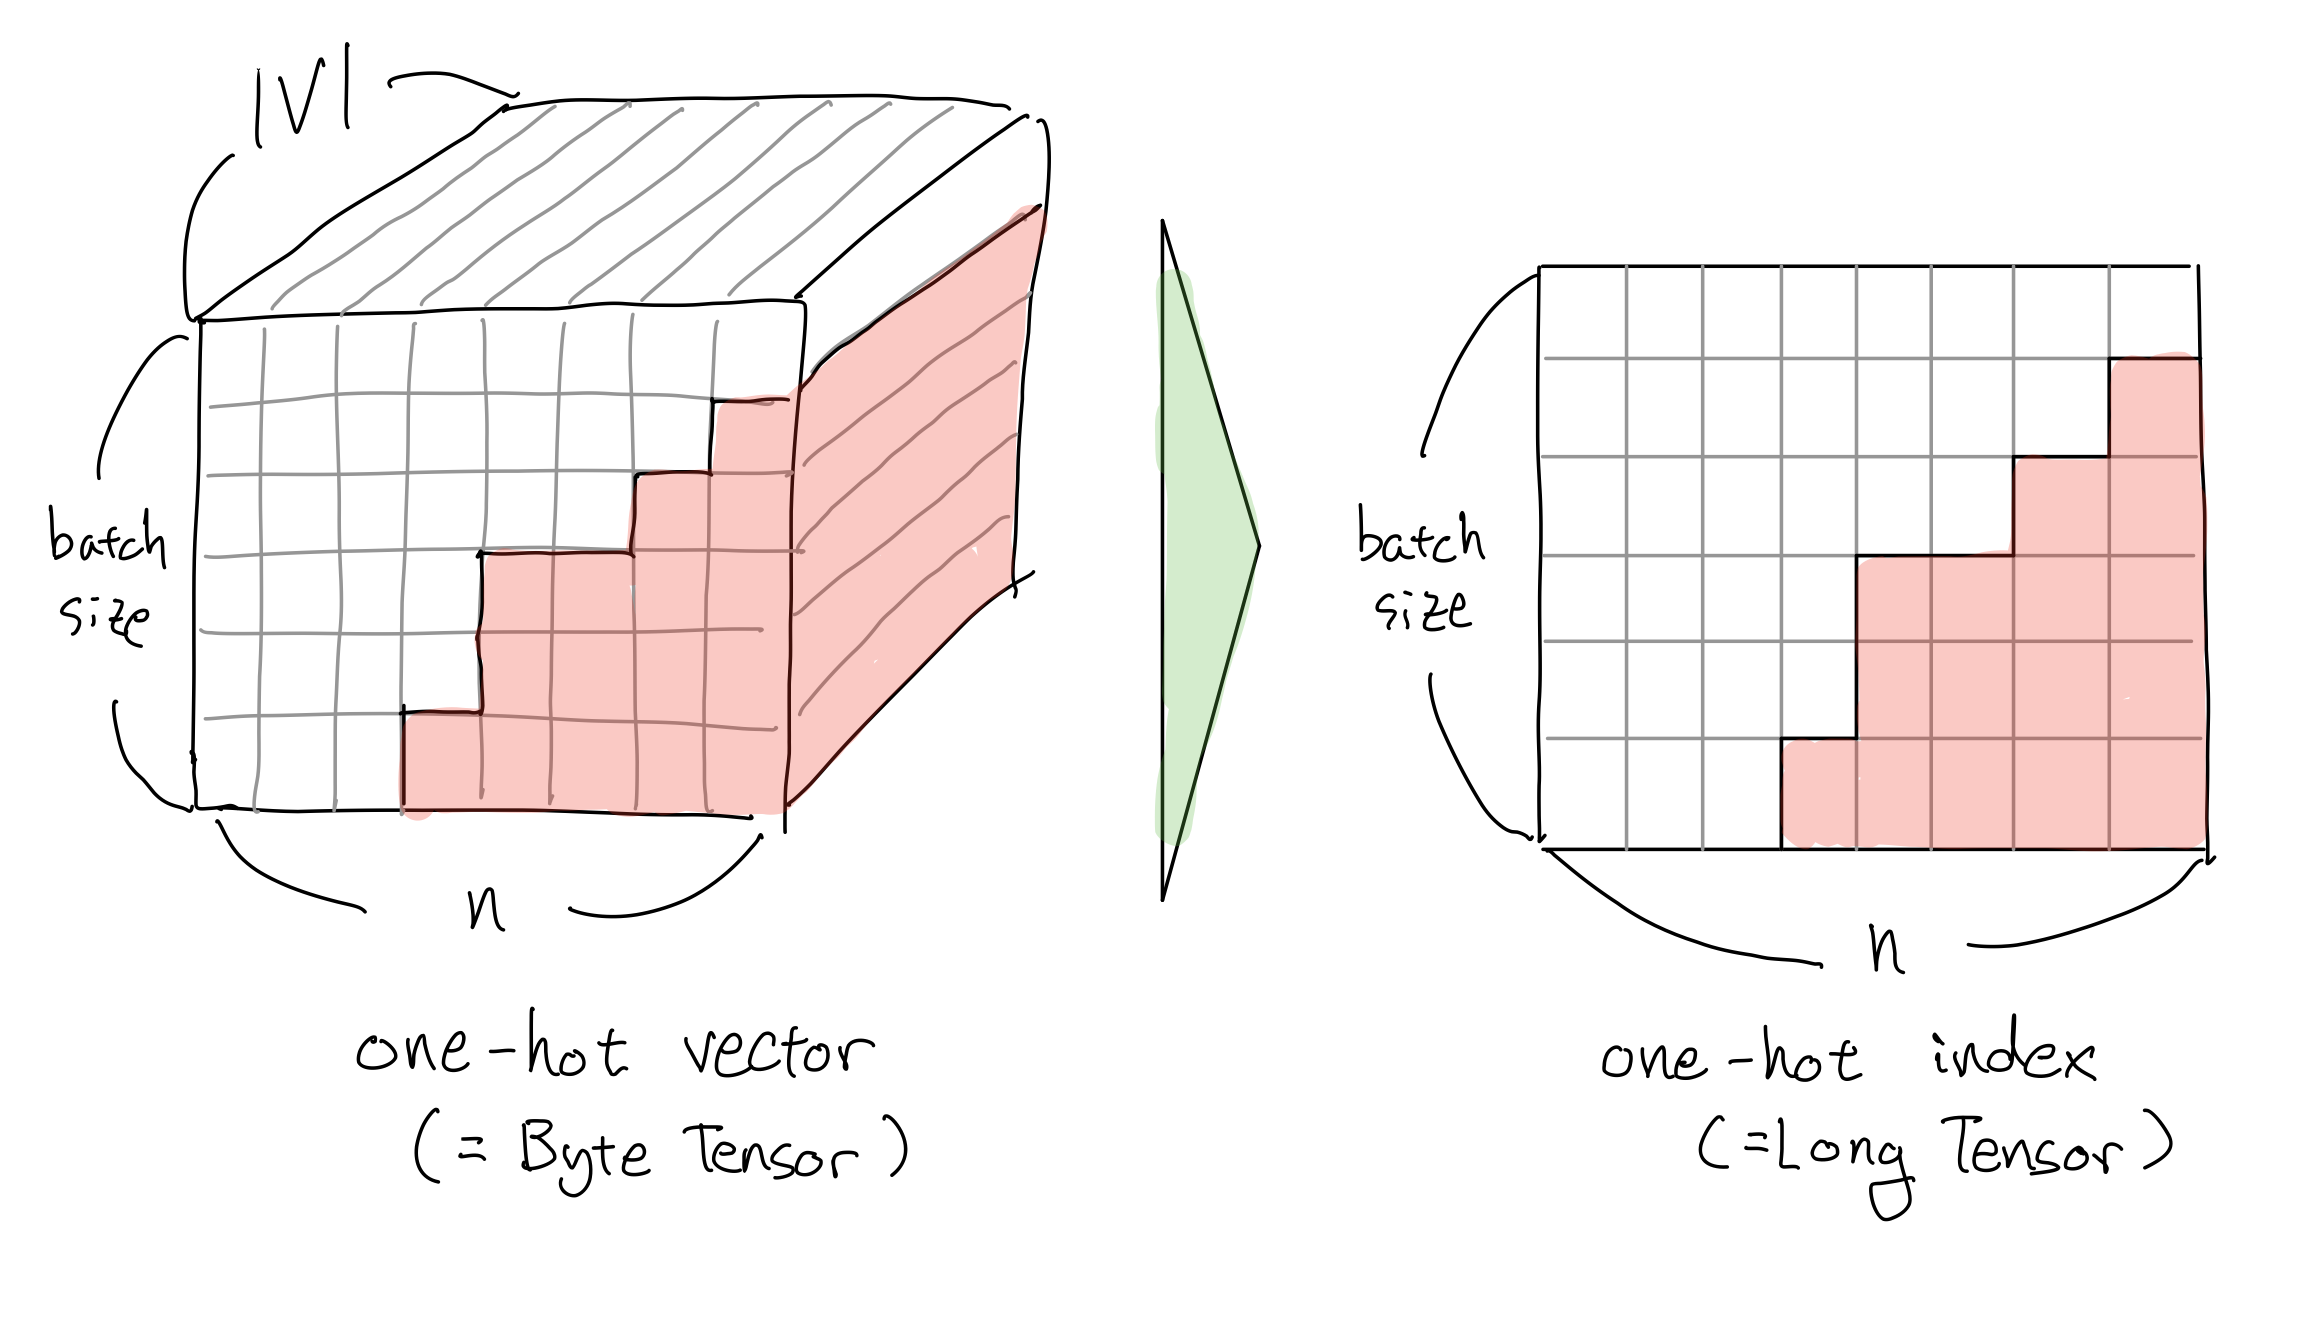 |V|
batch
size
n
one-hot vector
(= Byte Tensor)
batch
size
n
one-hot index
(=Long Tensor)